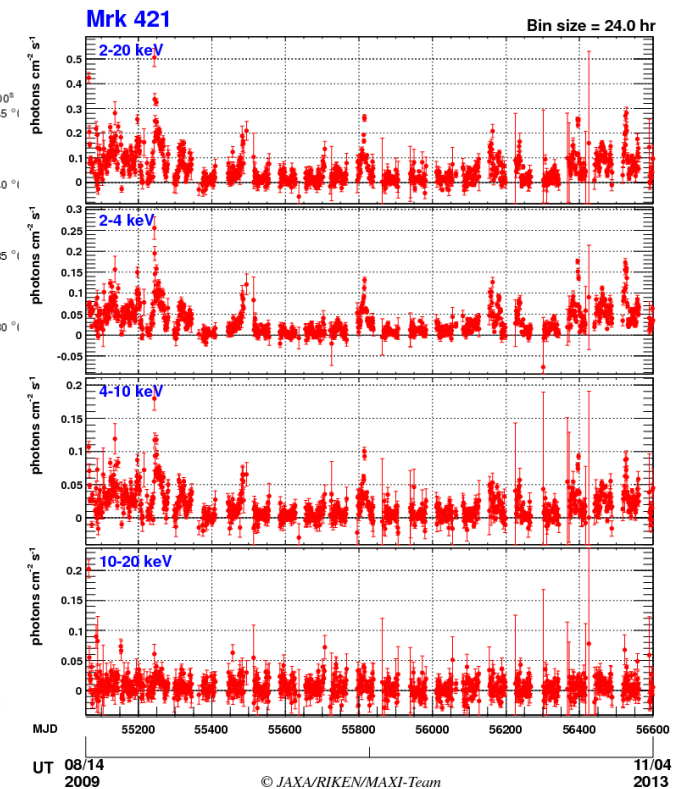 Mrk 421
Bin size = 24.0 hr
2-20 keV
photons cm⁻² s⁻¹
0.5
0.4
0.3
0.2
0.1
0
2-4 keV
photons cm⁻² s⁻¹
0.3
0.25
0.2
0.15
0.1
0.05
0
-0.05
4-10 keV
photons cm⁻² s⁻¹
0.2
0.15
0.1
0.05
0
10-20 keV
photons cm⁻² s⁻¹
0.2
0.15
0.1
0.05
0
MJD 55200 55400 55600 55800 56000 56200 56400 56600
UT 08/14 11/04
2009 © JAXA/RIKEN/MAXI-Team 2013